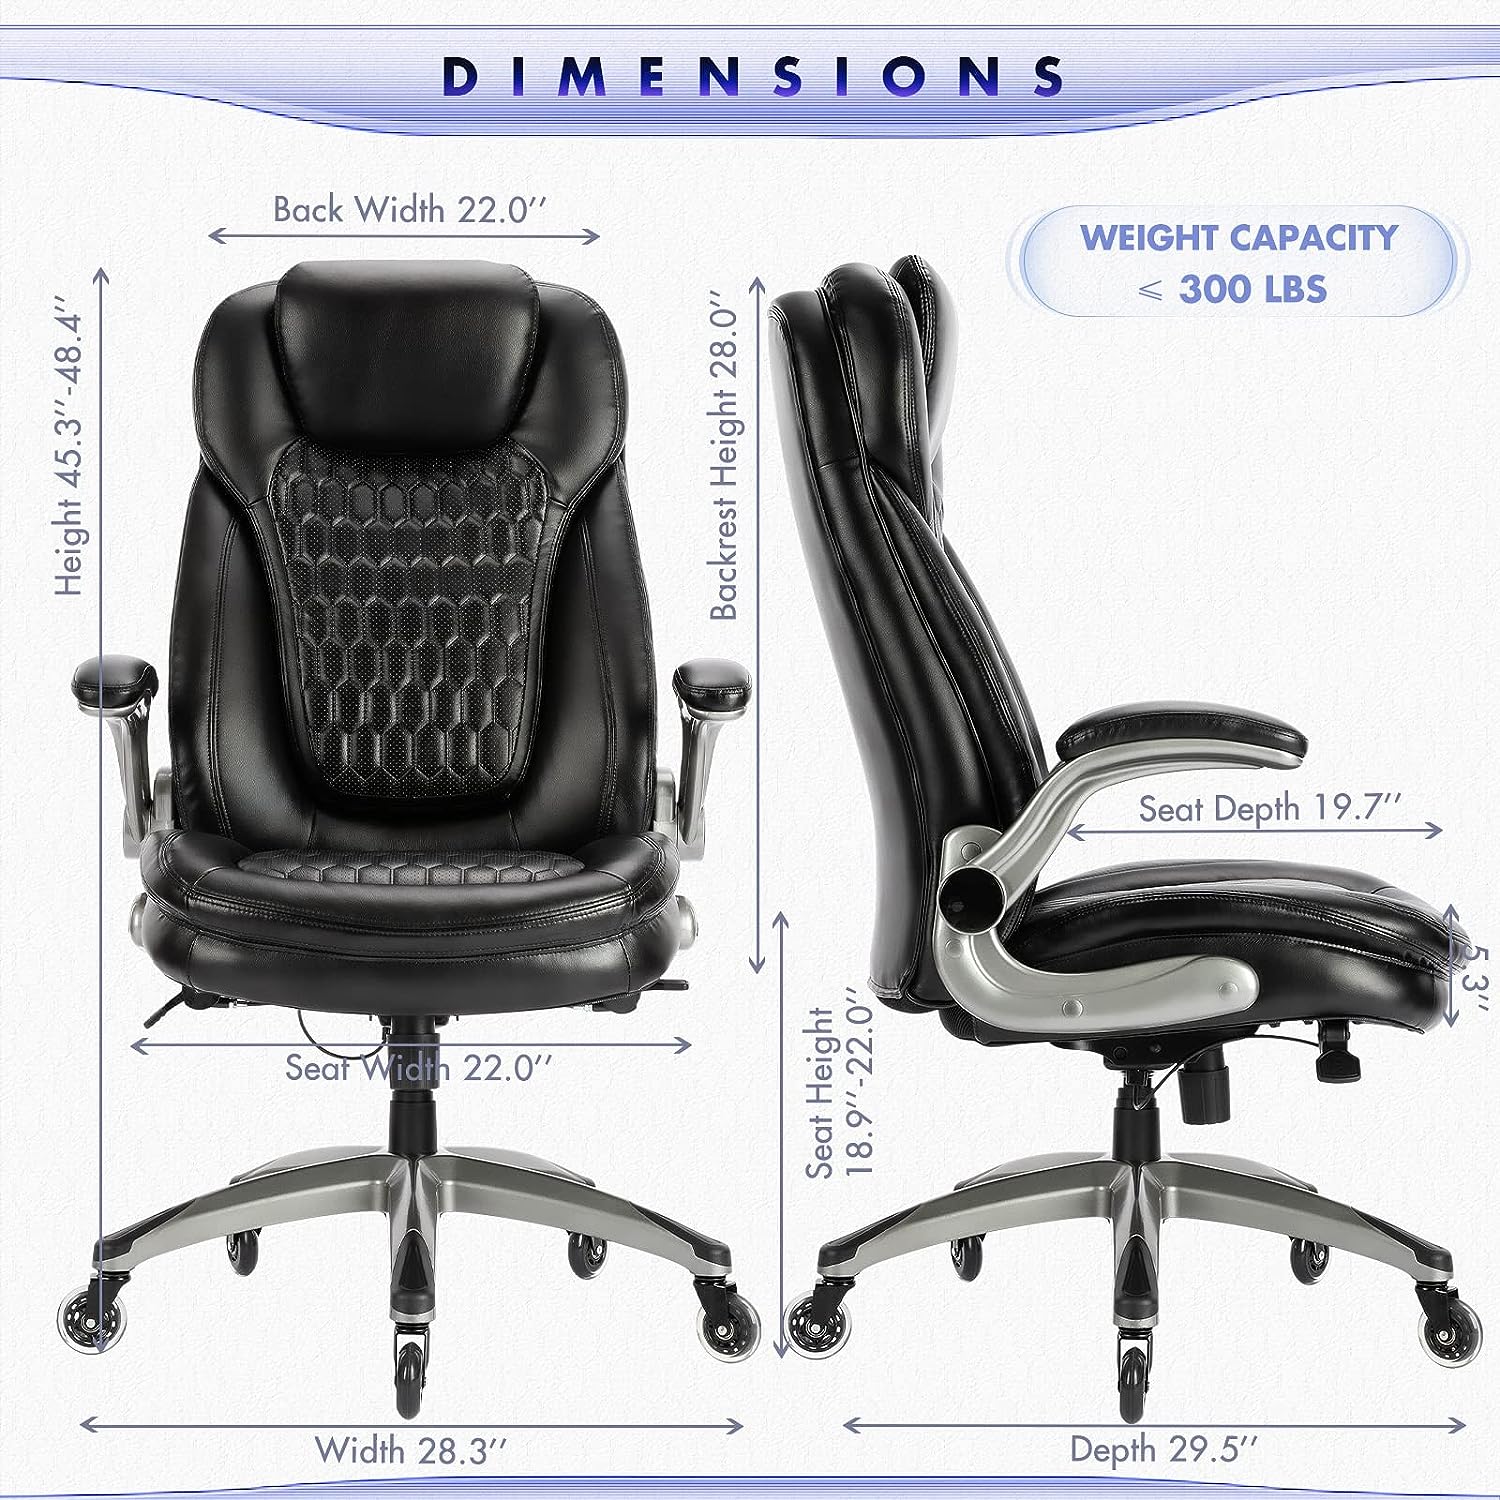 DIMENSIONS
Back Width 22.0’’
WEIGHT CAPACITY
≤ 300 LBS
Height 45.3’’-48.4’’
Backrest Height 28.0’’
Seat Depth 19.7’’
5.3’’
Seat Width 22.0’’
Seat Height
18.9’’-22.0’’
Width 28.3’’
Depth 29.5’’